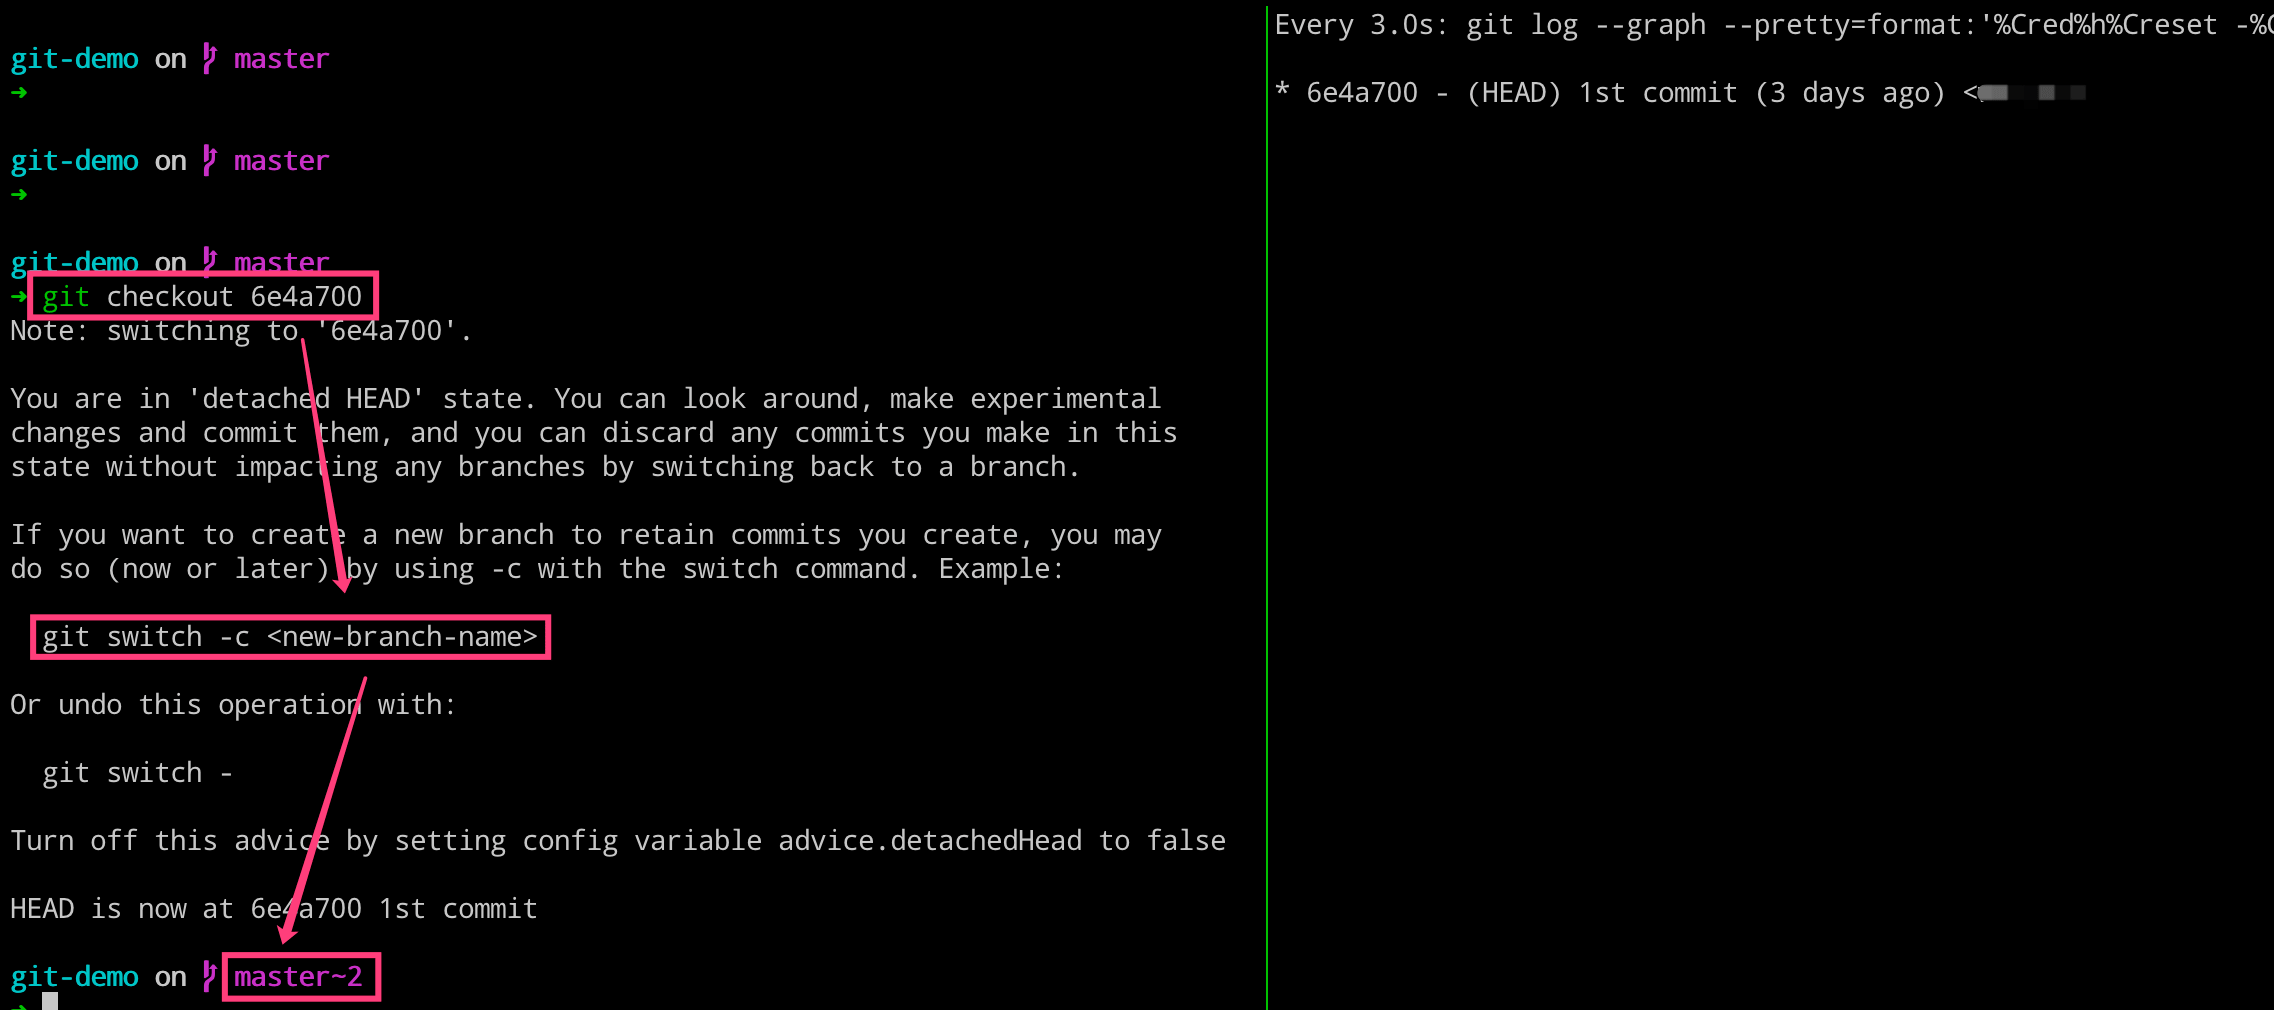 git-demo on master
➜
git-demo on master
➜
git-demo on master
➜ git checkout 6e4a700
Note: switching to '6e4a700'.
You are in 'detached HEAD' state. You can look around, make experimental
changes and commit them, and you can discard any commits you make in this
state without impacting any branches by switching back to a branch.
If you want to create a new branch to retain commits you create, you may
do so (now or later) by using -c with the switch command. Example:
git switch -c <new-branch-name>
Or undo this operation with:
git switch -
Turn off this advice by setting config variable advice.detachedHead to false
HEAD is now at 6e4a700 1st commit
git-demo on master~2
➜
Every 3.0s: git log --graph --pretty=format:'%Cred%h%Creset -%C
* 6e4a700 - (HEAD) 1st commit (3 days ago) <